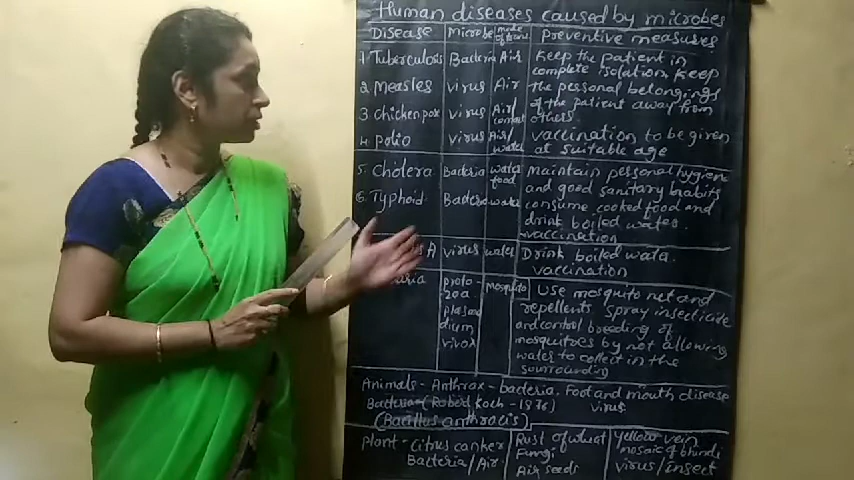 Human diseases caused by microbes
Disease Microbe mode of trans Preventive measures
1 Tuberculosis Bacteria Air Keep the patient in complete isolation, keep
2 Measles virus Air the personal belongings
3 Chicken pox virus Air/contact of the patient away from others.
4 Polio virus Air/water vaccination to be given at suitable age
5. Cholera Bacteria water food Maintain personal hygiene and good sanitary habits
6. Typhoid Bacteria water consume cooked food and drink boiled water.
vaccination
A virus water Drink boiled water.
vaccination
aria proto-zoa plasmodium vivax Mosquito Use mosquito net and
repellents. Spray insecticide
and control breeding of
mosquitoes by not allowing
water to collect in the
surrounding
Animals - Anthrax - bacteria. Foot and mouth disease
Bacteria - (Robert Koch - 1876) virus
(Bacillus anthracis)
plant - Citrus canker Rust of wheat Yellow vein
Bacteria/Air Fungi mosaic of bhindi
Air seeds virus/insect